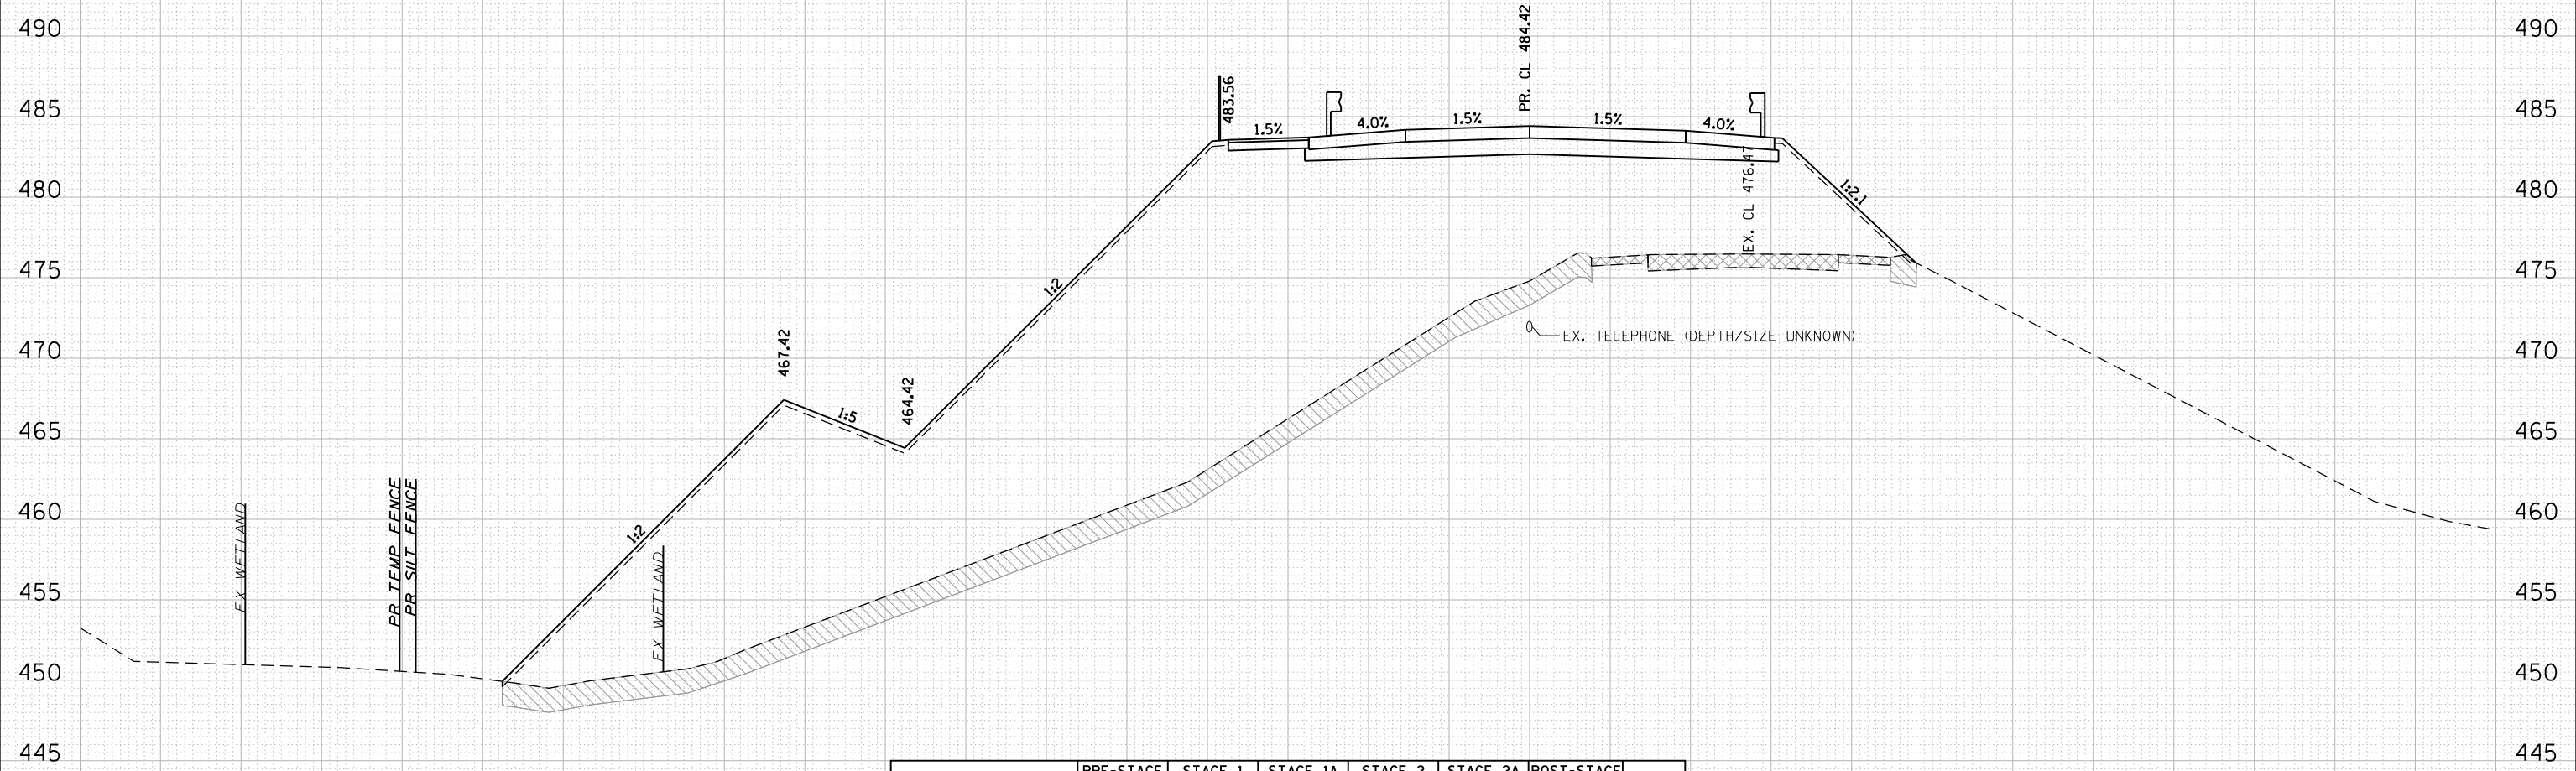 490
490
PR. CL 484.42
485
485
483.56
1.5%
4.0%
1.5%
1.5%
4.0%
480
480
1:2.1
EX. CL 476.47
475
475
1:2
EX. TELEPHONE (DEPTH/SIZE UNKNOWN)
470
470
467.42
1:5
464.42
465
465
460
460
EX WETLAND
PR TEMP FENCE
PR SILT FENCE
1:2
EX WETLAND
455
455
450
450
445
445
PRE-STAGE
STAGE 1
STAGE 1A
STAGE 2
STAGE 2A
POST-STAGE